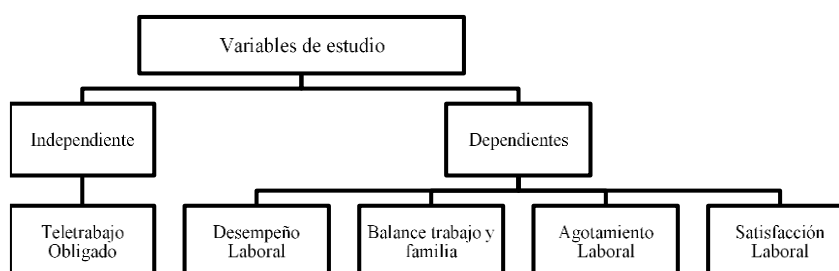 Variables de estudio
Independiente
Dependientes
Teletrabajo
Obligado
Desempeño
Laboral
Balance trabajo y
familia
Agotamiento
Laboral
Satisfacción
Laboral